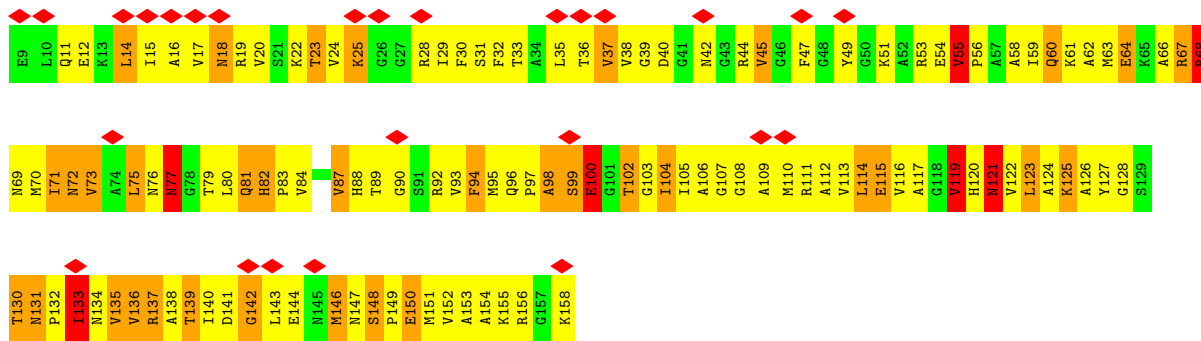 E9 L10 Q11 E12 K13 L14 I15 A16 V17 N18 R19 V20 S21 K22 T23 V24 K25 G26 G27 R28 I29 F30 S31 F32 T33 A34 L35 T36 V37 V38 G39 D40 G41 N42 G43 R44 V45 G46 F47 G48 Y49 G50 K51 A52 R53 E54 V55 P56 A57 A58 I59 Q60 K61 A62 M63 E64 K65 A66 R67 R68
N69 M70 I71 N72 V73 A74 L75 N76 N77 G78 T79 L80 Q81 H82 P83 V84 V87 H88 T89 G90 S91 R92 V93 F94 M95 Q96 P97 A98 S99 E100 G101 T102 G103 I104 I105 A106 G107 G108 A109 M110 R111 A112 V113 L114 E115 V116 A117 G118 V119 H120 N121 V122 L123 A124 K125 A126 Y127 G128 S129
T130 N131 P132 I133 N134 V135 V136 R137 A138 T139 I140 D141 G142 L143 E144 N145 M146 N147 S148 P149 E150 M151 V152 A153 A154 K155 R156 G157 K158